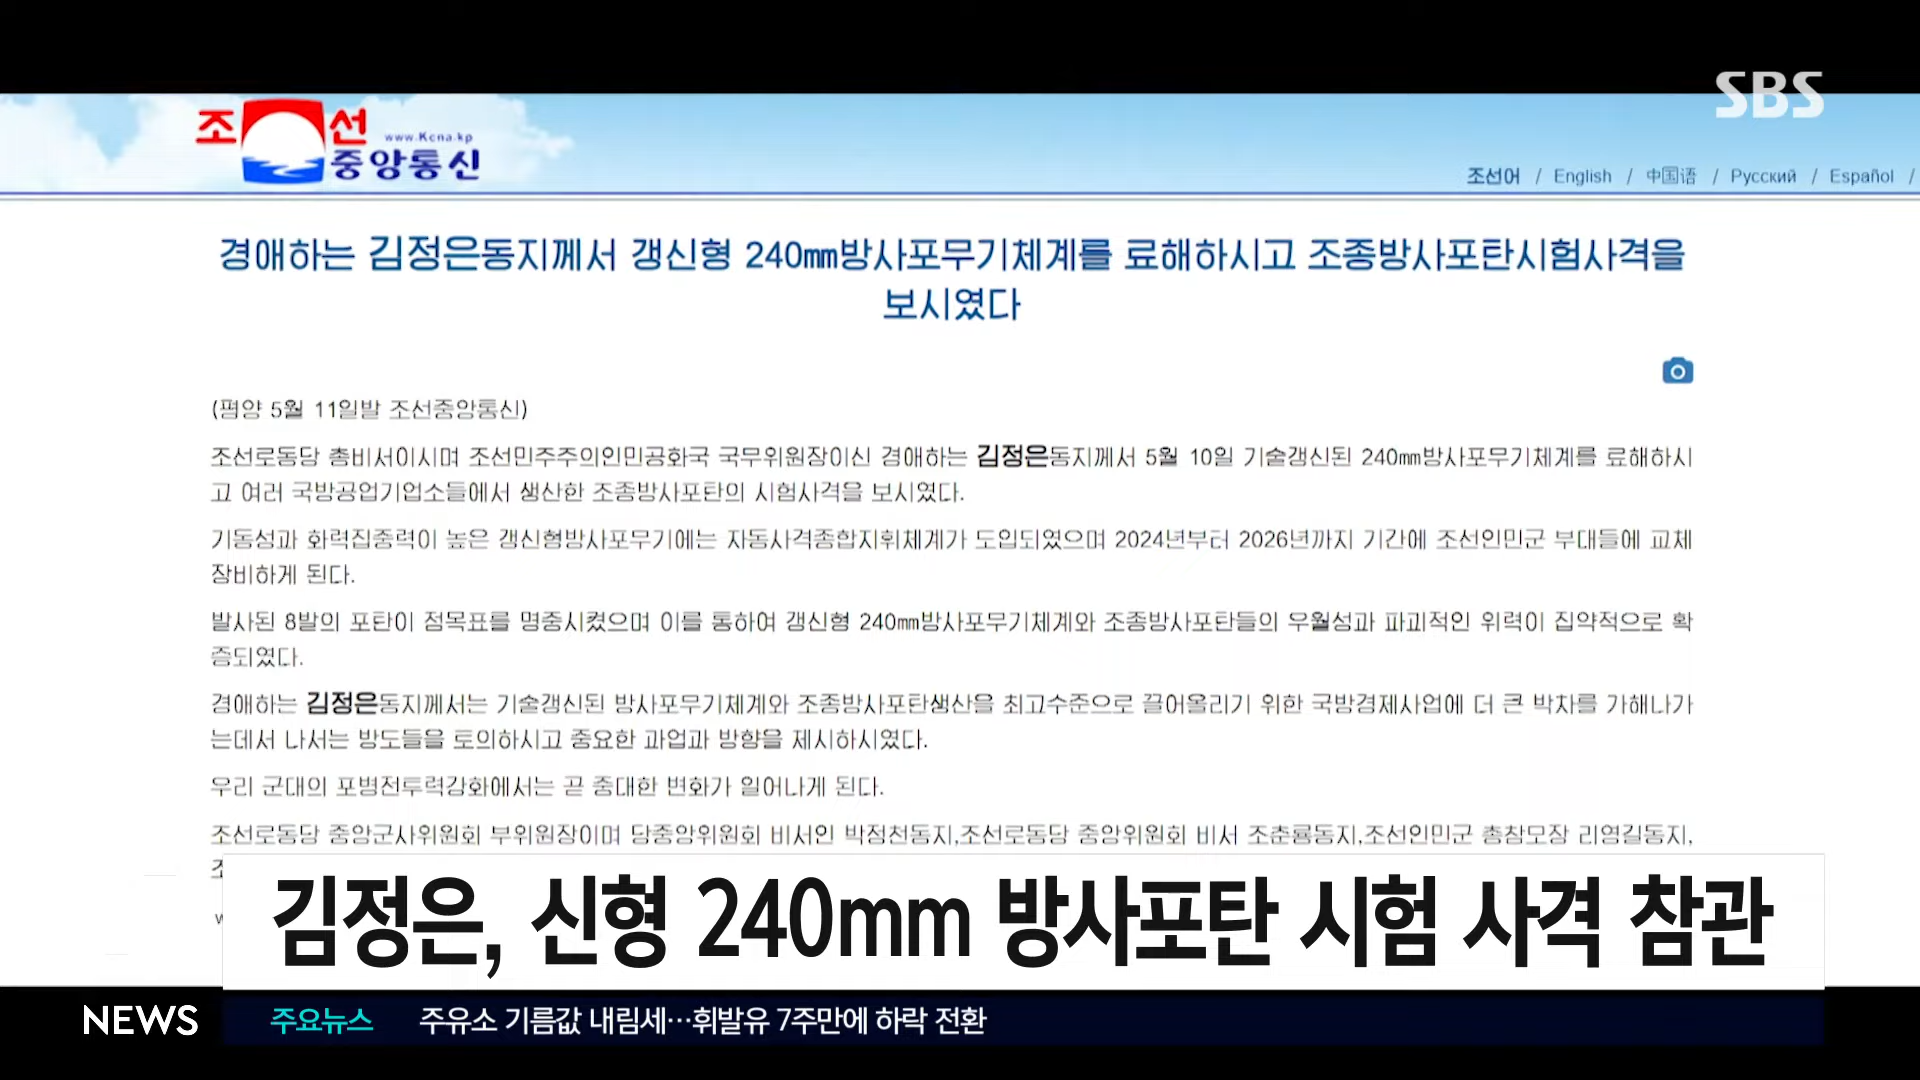 SBS
조선
www.Kcna.kp
중앙통신
조선어 / English / 中国语 / Русский / Español /
경애하는 김정은동지께서 갱신형 240㎜방사포무기체계를 료해하시고 조종방사포탄시험사격을
보시였다
(평양 5월 11일발 조선중앙통신)
조선로동당 총비서이시며 조선민주주의인민공화국 국무위원장이신 경애하는 김정은동지께서 5월 10일 기술갱신된 240㎜방사포무기체계를 료해하시
고 여러 국방공업기업소들에서 생산한 조종방사포탄의 시험사격을 보시였다.
기동성과 화력집중력이 높은 갱신형방사포무기에는 자동사격종합지휘체계가 도입되였으며 2024년부터 2026년까지 기간에 조선인민군 부대들에 교체
장비하게 된다.
발사된 8발의 포탄이 점목표를 명중시켰으며 이를 통하여 갱신형 240㎜방사포무기체계와 조종방사포탄들의 우월성과 파괴적인 위력이 집약적으로 확
증되였다.
경애하는 김정은동지께서는 기술갱신된 방사포무기체계와 조종방사포탄생산을 최고수준으로 끌어올리기 위한 국방경제사업에 더 큰 박차를 가해나가
는데서 나서는 방도들을 토의하시고 중요한 과업과 방향을 제시하시였다.
우리 군대의 포병전투력강화에서는 곧 중대한 변화가 일어나게 된다.
조선로동당 중앙군사위원회 부위원장이며 당중앙위원회 비서인 박정천동지,조선로동당 중앙위원회 비서 조춘룡동지,조선인민군 총참모장 리영길동지,
김정은, 신형 240mm 방사포탄 시험 사격 참관
NEWS 주요뉴스 주유소 기름값 내림세…휘발유 7주만에 하락 전환